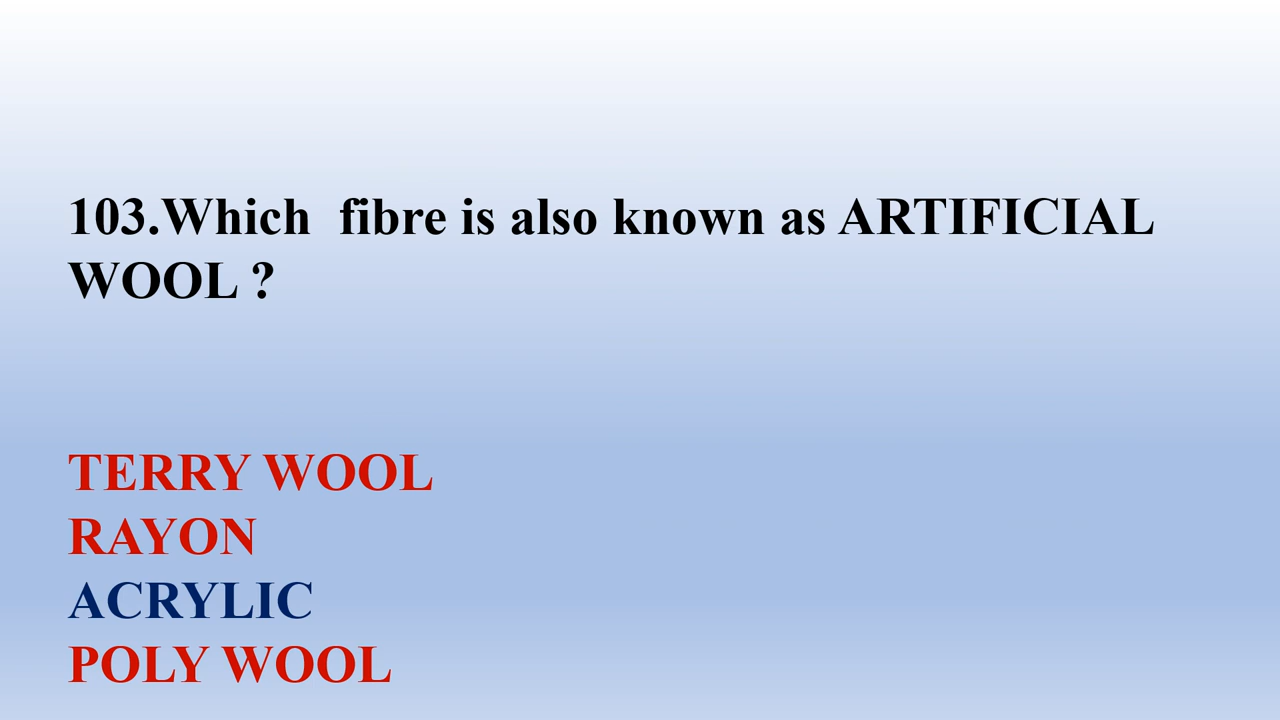 103.Which  fibre is also known as ARTIFICIAL
WOOL ?
TERRY WOOL
RAYON
ACRYLIC
POLY WOOL